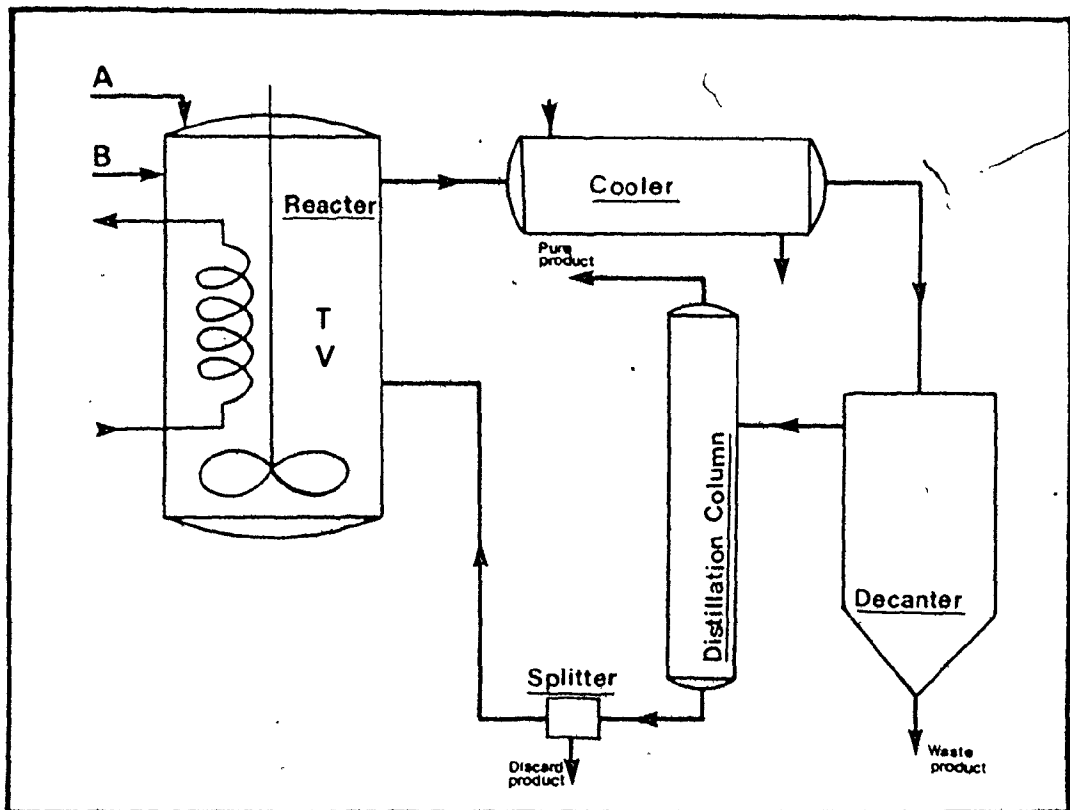 A
B
Reacter
T
V
Cooler
Pure
product
Distillation Column
Decanter
Splitter
Discard
product
Waste
product